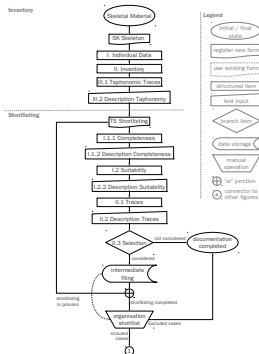 Inventory
Skeletal Material
SK Skeleton
I. Individual Data
II. Inventory
III.1 Taphonomic Traces
III.2 Description Taphonomy
Shortlisting
TS Shortlisting
I.1.1 Completeness
I.1.2 Description Completeness
I.2 Suitability
I.2.2 Description Suitability
II.1 Traces
II.2 Description Traces
II.3 Selection
not considered
documentation
completed
considered
intermediate
filing
shortlisting
in process
shortlisting completed
organisation
shortlist
Excluded cases
included
cases
1
Legend
Initial / final
state
register new form
use existing form
structured item
text input
branch item
data storage
manual
operation
'or' junction
connector to
other figures